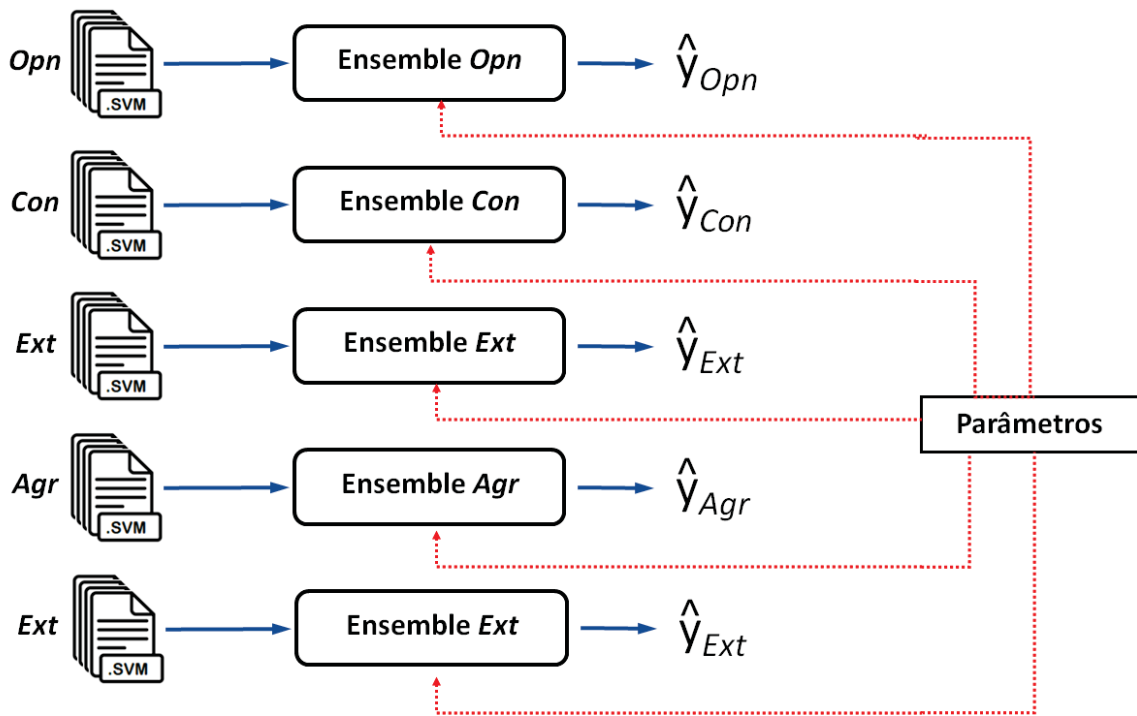 Opn
.SVM
Ensemble Opn
ŷOpn
Con
.SVM
Ensemble Con
ŷCon
Ext
.SVM
Ensemble Ext
ŷExt
Parâmetros
Agr
.SVM
Ensemble Agr
ŷAgr
Ext
.SVM
Ensemble Ext
ŷExt